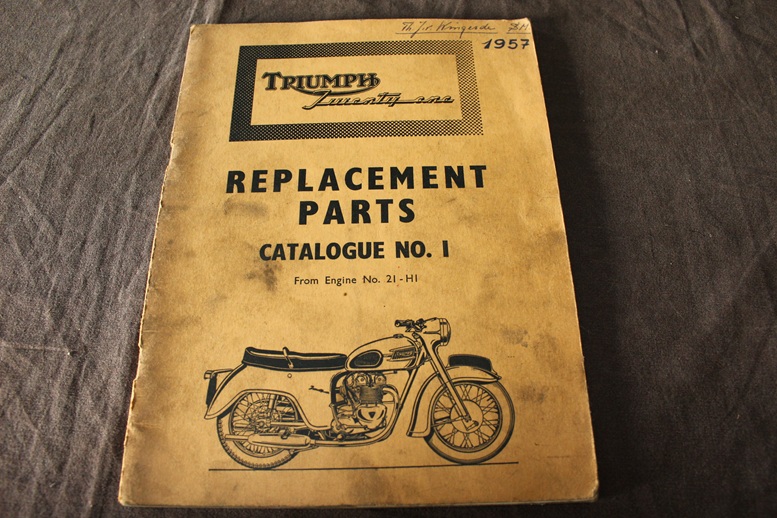 1957
TRIUMPH
Twenty one
REPLACEMENT
PARTS
CATALOGUE NO. 1
From Engine No. 21-H1